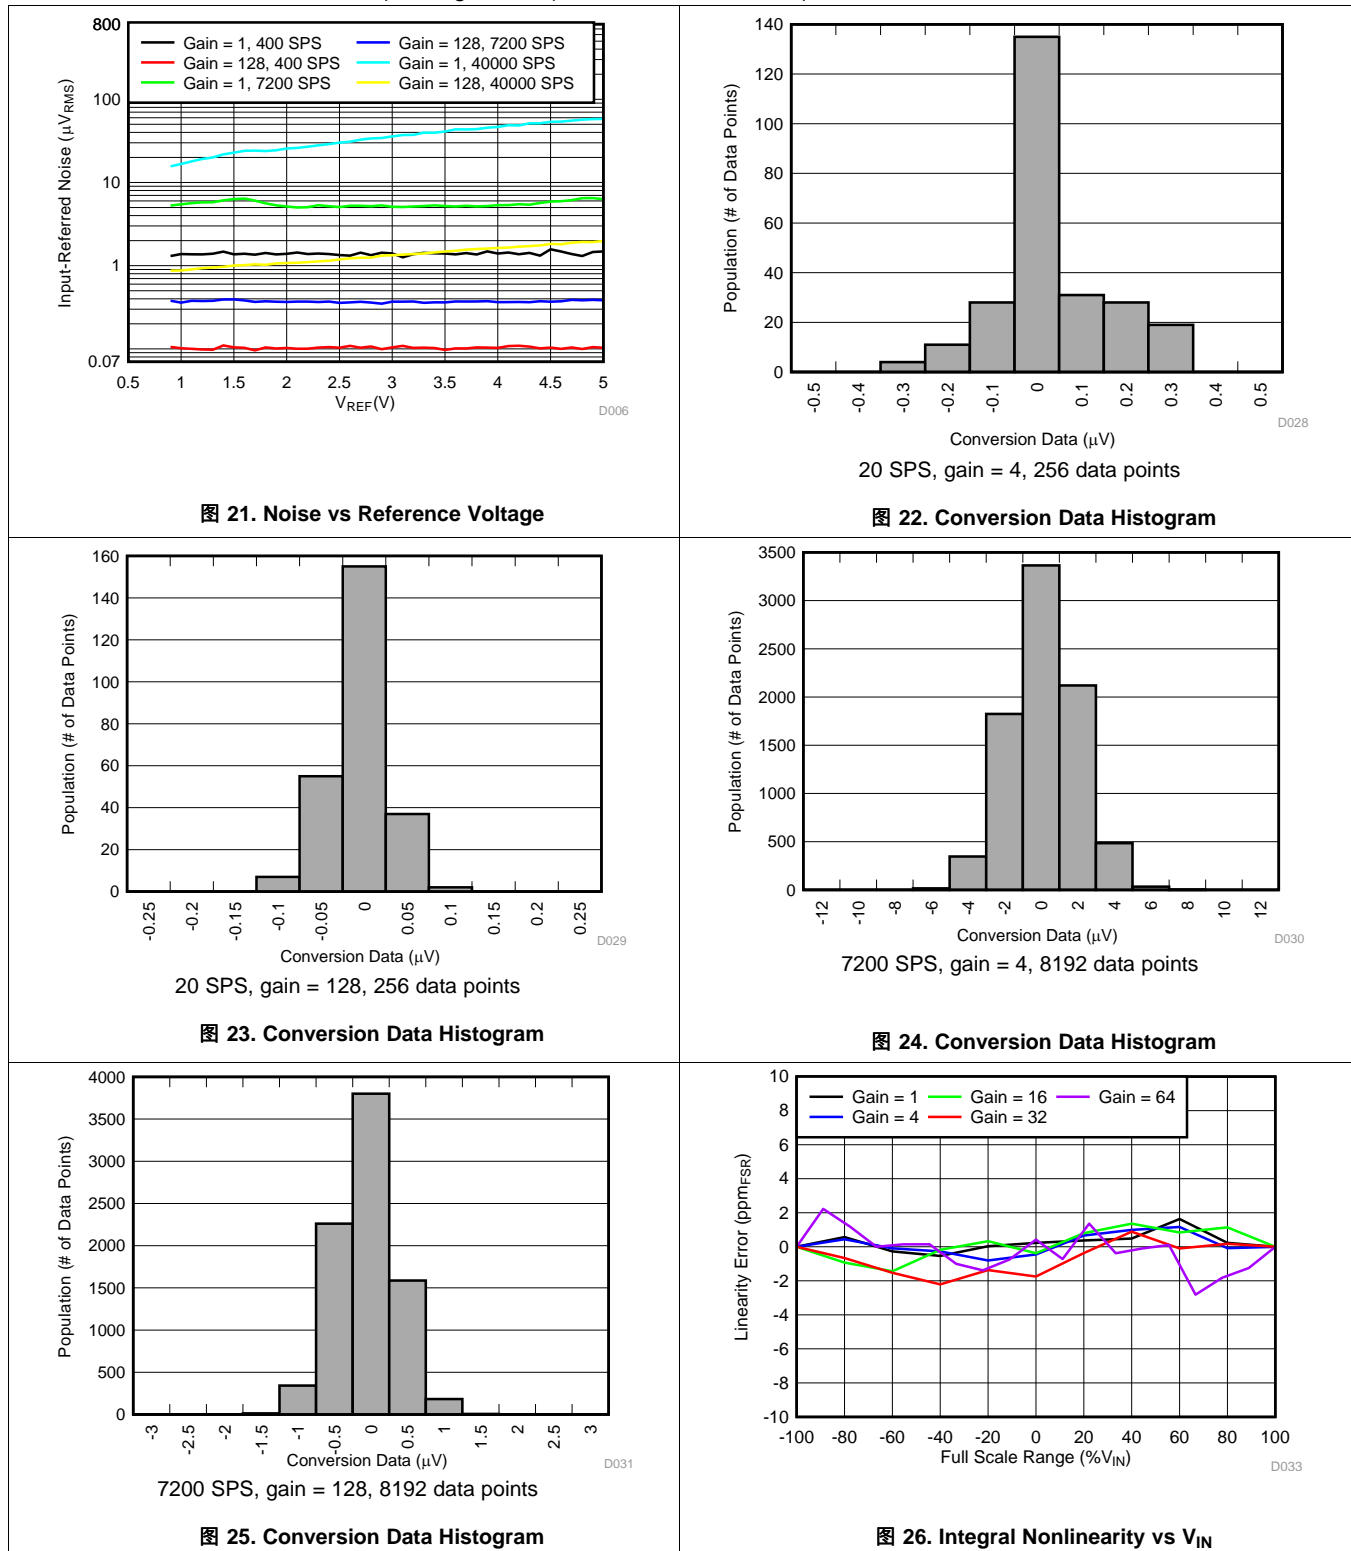 800
100
10
1
0.07
Input-Referred Noise (μVRMS)
Gain = 1, 400 SPS
Gain = 128, 400 SPS
Gain = 1, 7200 SPS
Gain = 128, 7200 SPS
Gain = 1, 40000 SPS
Gain = 128, 40000 SPS
0.5 1 1.5 2 2.5 3 3.5 4 4.5 5
VREF(V)
D006
图 21. Noise vs Reference Voltage
140
120
100
80
60
40
20
0
Population (# of Data Points)
-0.5 -0.4 -0.3 -0.2 -0.1 0 0.1 0.2 0.3 0.4 0.5
D028
Conversion Data (μV)
20 SPS, gain = 4, 256 data points
图 22. Conversion Data Histogram
160
140
120
100
80
60
40
20
0
Population (# of Data Points)
-0.25 -0.2 -0.15 -0.1 -0.05 0 0.05 0.1 0.15 0.2 0.25
D029
Conversion Data (μV)
20 SPS, gain = 128, 256 data points
图 23. Conversion Data Histogram
3500
3000
2500
2000
1500
1000
500
0
Population (# of Data Points)
-12 -10 -8 -6 -4 -2 0 2 4 6 8 10 12
Conversion Data (μV)
D030
7200 SPS, gain = 4, 8192 data points
图 24. Conversion Data Histogram
4000
3500
3000
2500
2000
1500
1000
500
0
Population (# of Data Points)
-3 -2.5 -2 -1.5 -1 -0.5 0 0.5 1 1.5 2 2.5 3
Conversion Data (μV)
D031
7200 SPS, gain = 128, 8192 data points
图 25. Conversion Data Histogram
10
8
6
4
2
0
-2
-4
-6
-8
-10
Linearity Error (ppmFSR)
Gain = 1
Gain = 4
Gain = 16
Gain = 32
Gain = 64
-100 -80 -60 -40 -20 0 20 40 60 80 100
Full Scale Range (%VIN)
D033
图 26. Integral Nonlinearity vs VIN